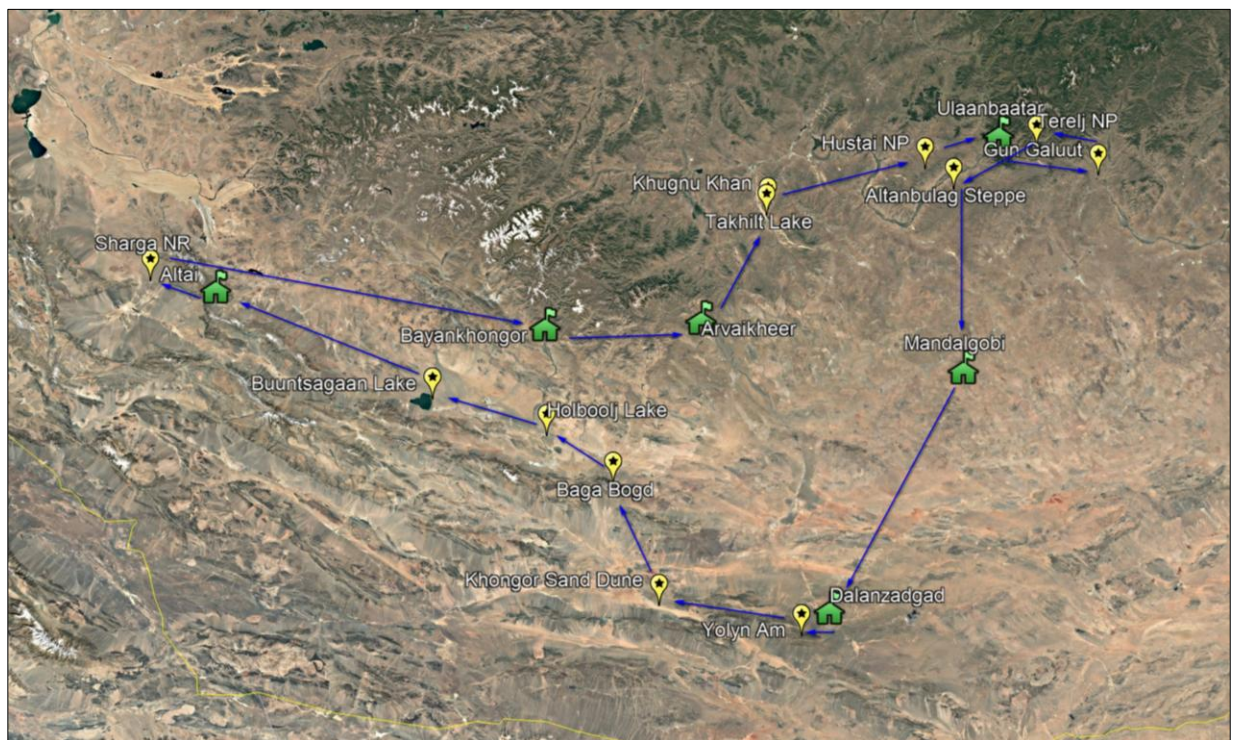 Ulaanbaatar
Terelj NP
Hustai NP
Gun Galuut
Khugnu Khan
Altanbulag Steppe
Takhilt Lake
Sharga NR
Altai
Bayankhongor
Arvaikheer
Mandalgobi
Buuntsagaan Lake
Holboolj Lake
Baga Bogd
Khongor Sand Dune
Dalanzadgad
Yolyn Am